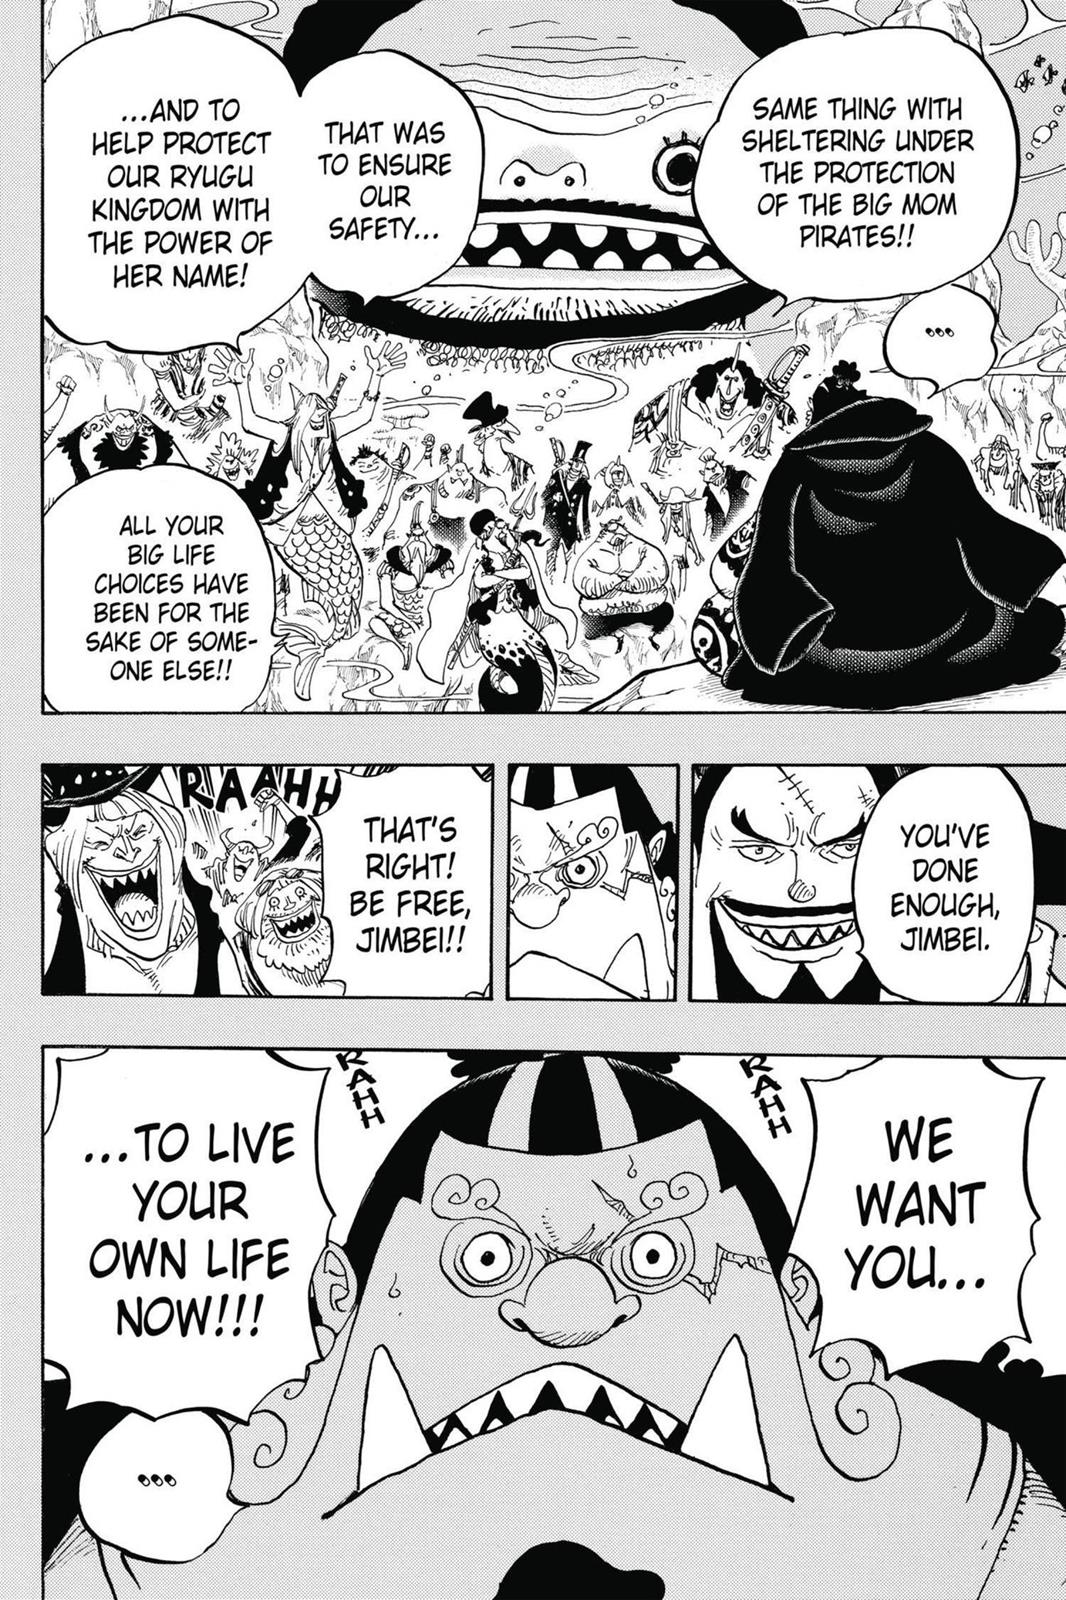 SAME THING WITH
SHELTERING UNDER
THE PROTECTION
OF THE BIG MOM
PIRATES!!
THAT WAS
TO ENSURE
OUR
SAFETY...
...AND TO
HELP PROTECT
OUR RYUGU
KINGDOM WITH
THE POWER OF
HER NAME!
...
ALL YOUR
BIG LIFE
CHOICES HAVE
BEEN FOR THE
SAKE OF SOME-
ONE ELSE!!
YOU'VE
DONE
ENOUGH,
JIMBEI.
THAT'S
RIGHT!
BE FREE,
JIMBEI!!
RAAHH
WE
WANT
YOU...
RAHH
RAHH
...TO LIVE
YOUR
OWN LIFE
NOW!!!
...